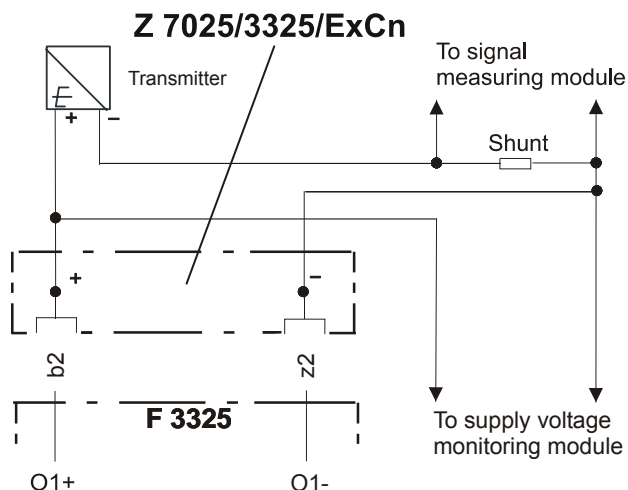 Z 7025/3325/ExCn
To signal
measuring module
Transmitter
E
+ –
Shunt
+ –
b2 z2
F 3325
To supply voltage
monitoring module
O1+ O1-